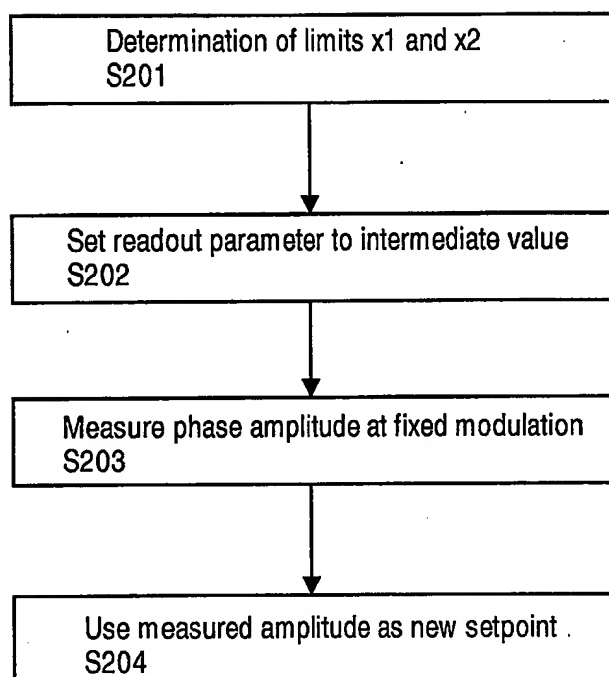 Determination of limits x1 and x2
S201
Set readout parameter to intermediate value
S202
Measure phase amplitude at fixed modulation
S203
Use measured amplitude as new setpoint .
S204